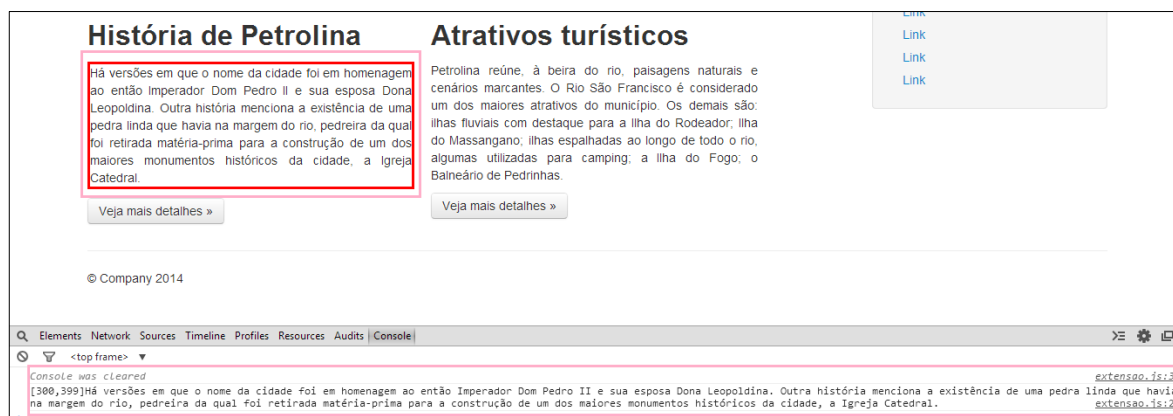 Link
Link
Link
Link
História de Petrolina
Há versões em que o nome da cidade foi em homenagem
ao então Imperador Dom Pedro II e sua esposa Dona
Leopoldina. Outra história menciona a existência de uma
pedra linda que havia na margem do rio, pedreira da qual
foi retirada matéria-prima para a construção de um dos
maiores monumentos históricos da cidade, a Igreja
Catedral.
Veja mais detalhes »
Atrativos turísticos
Petrolina reúne, à beira do rio, paisagens naturais e
cenários marcantes. O Rio São Francisco é considerado
um dos maiores atrativos do município. Os demais são:
ilhas fluviais com destaque para a Ilha do Rodeador; Ilha
do Massangano; ilhas espalhadas ao longo de todo o rio,
algumas utilizadas para camping; a Ilha do Fogo; o
Balneário de Pedrinhas.
Veja mais detalhes »
© Company 2014
Elements Network Sources Timeline Profiles Resources Audits Console
<top frame>
Console was cleared extensao.js:3
[300,399]Há versões em que o nome da cidade foi em homenagem ao então Imperador Dom Pedro II e sua esposa Dona Leopoldina. Outra história menciona a existência de uma pedra linda que havia
na margem do rio, pedreira da qual foi retirada matéria-prima para a construção de um dos maiores monumentos históricos da cidade, a Igreja Catedral. extensao.js:2